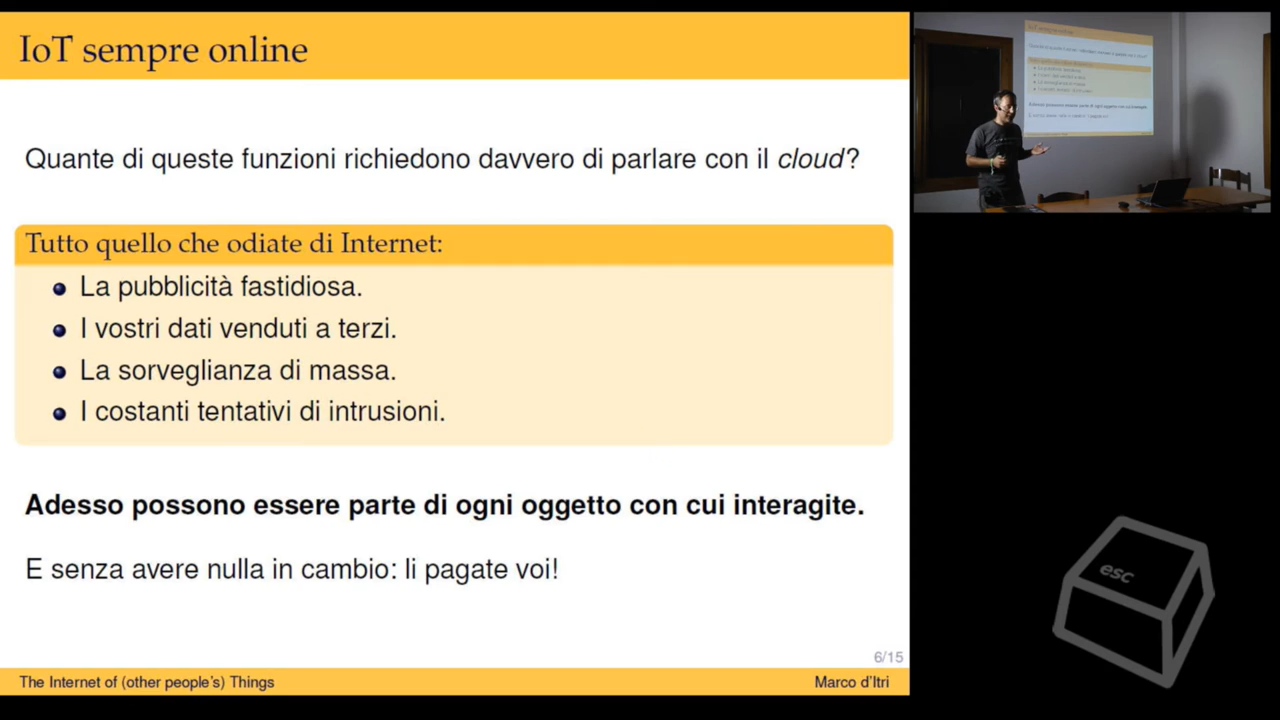 IoT sempre online
Quante di queste funzioni richiedono davvero di parlare con il cloud?
Tutto quello che odiate di Internet:
La pubblicità fastidiosa.
I vostri dati venduti a terzi.
La sorveglianza di massa.
I costanti tentativi di intrusioni.
Adesso possono essere parte di ogni oggetto con cui interagite.
E senza avere nulla in cambio: li pagate voi!
6/15
The Internet of (other people's) Things
Marco d'Itri
esc